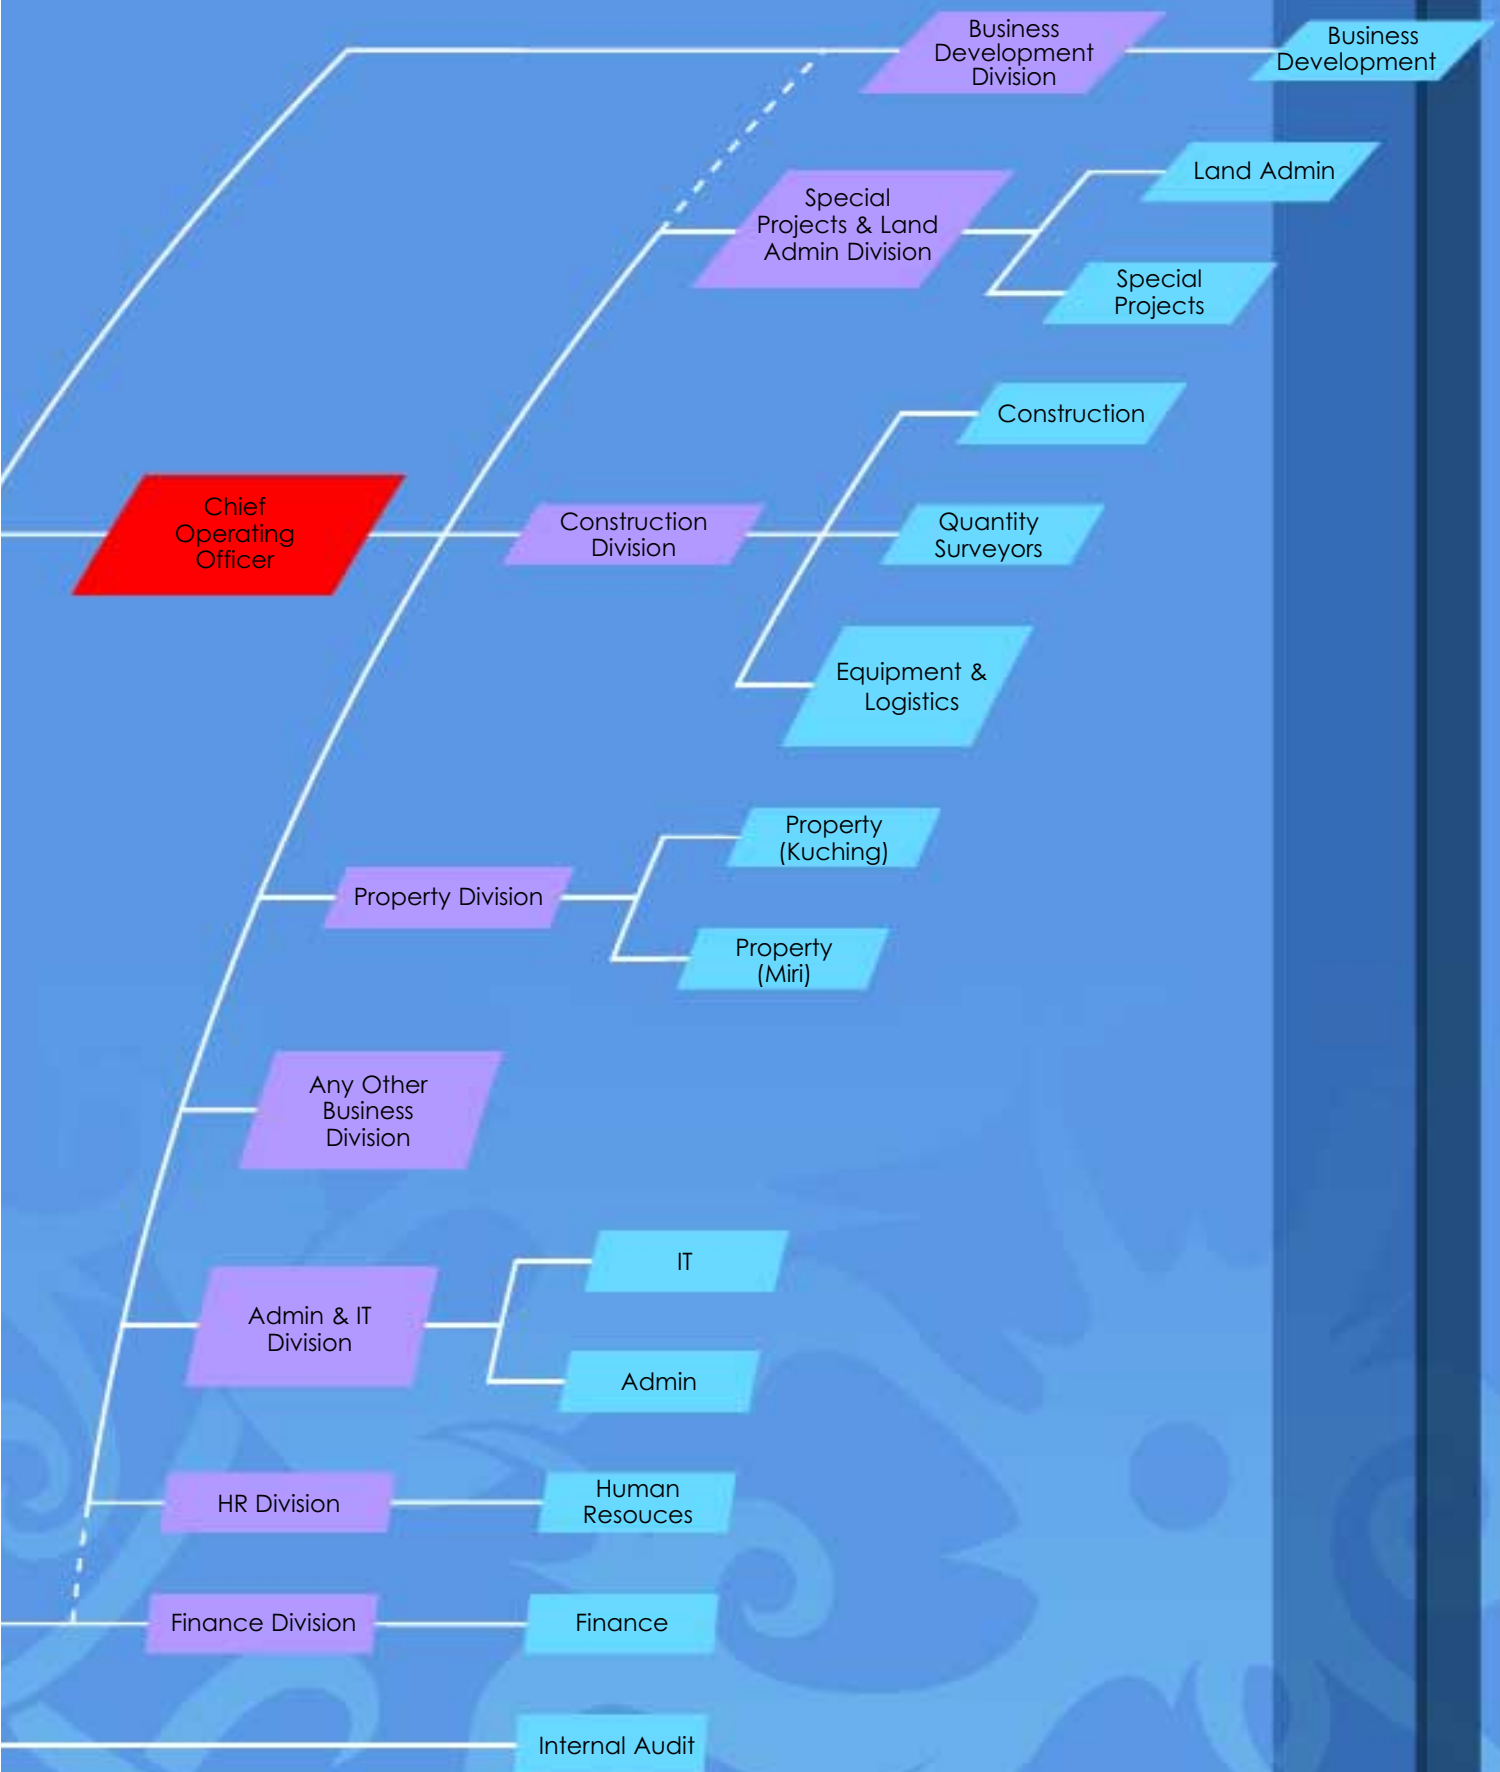 Business
Development
Division
Business
Development
Land Admin
Special
Projects & Land
Admin Division
Special
Projects
Construction
Chief
Operating
Officer
Construction
Division
Quantity
Surveyors
Equipment &
Logistics
Property
(Kuching)
Property Division
Property
(Miri)
Any Other
Business
Division
IT
Admin & IT
Division
Admin
HR Division
Human
Resouces
Finance Division
Finance
Internal Audit